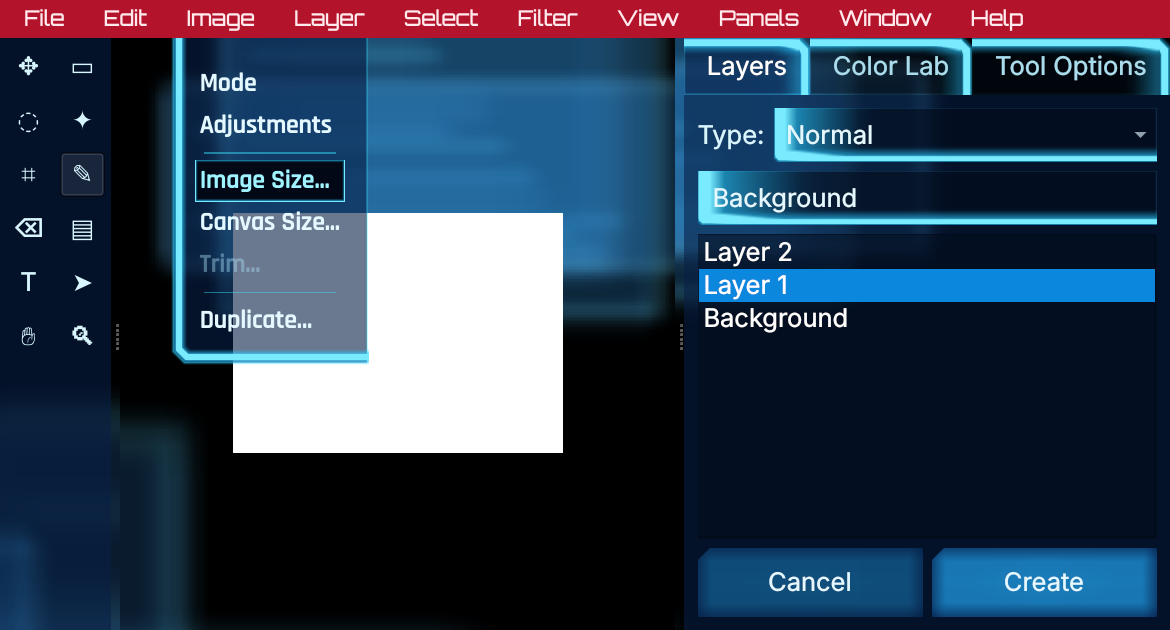 File Edit Image Layer Select Filter View Panels Window Help
Mode
Adjustments
Image Size...
Canvas Size...
Trim...
Duplicate...
T
Layers Color Lab Tool Options
Type: Normal
Background
Layer 2
Layer 1
Background
Cancel Create